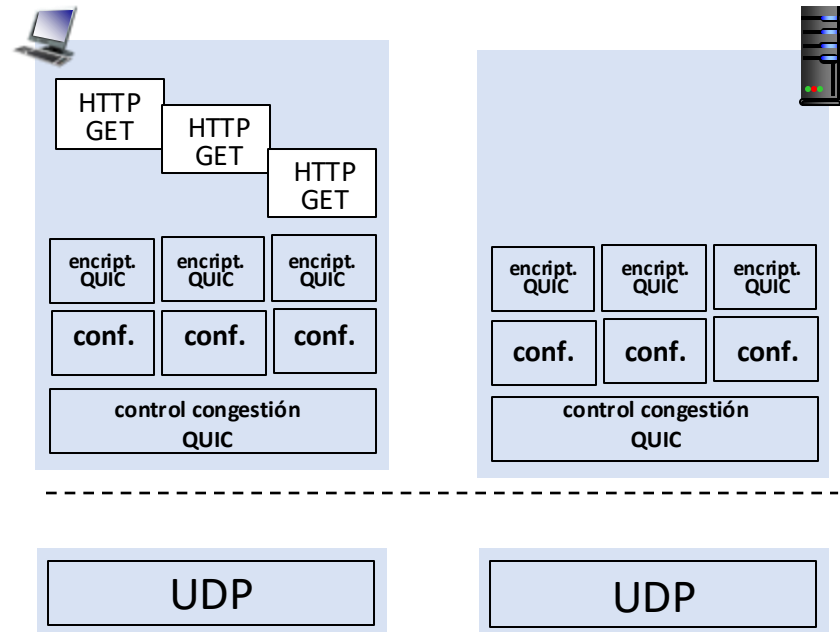 HTTP
GET
HTTP
GET
HTTP
GET
encript.
QUIC
encript.
QUIC
encript.
QUIC
conf.
conf.
conf.
control congestión
QUIC
UDP
encript.
QUIC
encript.
QUIC
encript.
QUIC
conf.
conf.
conf.
control congestión
QUIC
UDP